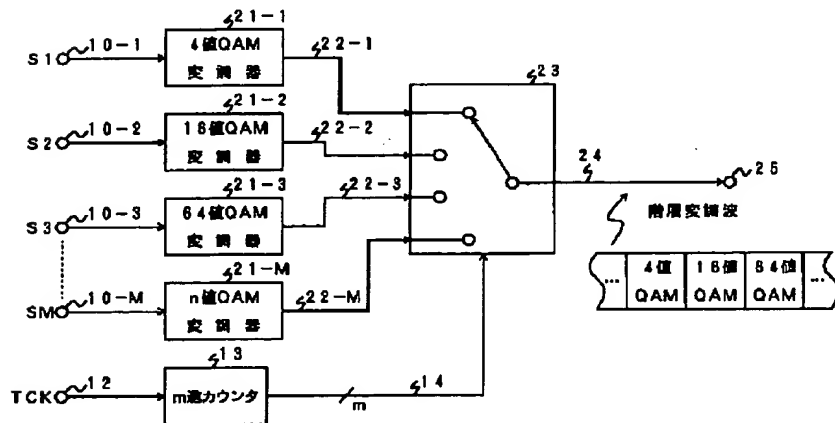 21-1
10-1
S1
4値QAM
変調器
22-1
23
21-2
10-2
S2
16値QAM
変調器
22-2
24
25
21-3
10-3
S3
64値QAM
変調器
22-3
階層変調波
… 4値 16値 64値 …
QAM QAM QAM
21-M
10-M
SM
n値QAM
変調器
22-M
13
12
TCK
m進カウンタ
m
14